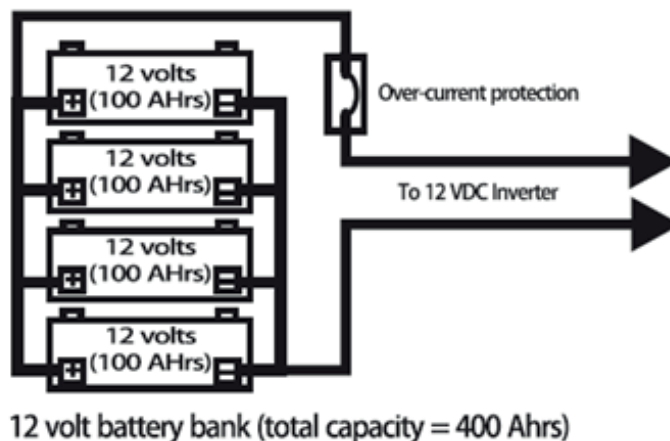 12 volts
+ (100 AHrs) −
Over-current protection
12 volts
+ (100 AHrs) −
To 12 VDC Inverter
12 volts
+ (100 AHrs) −
12 volts
+ (100 AHrs) −
12 volt battery bank (total capacity = 400 Ahrs)